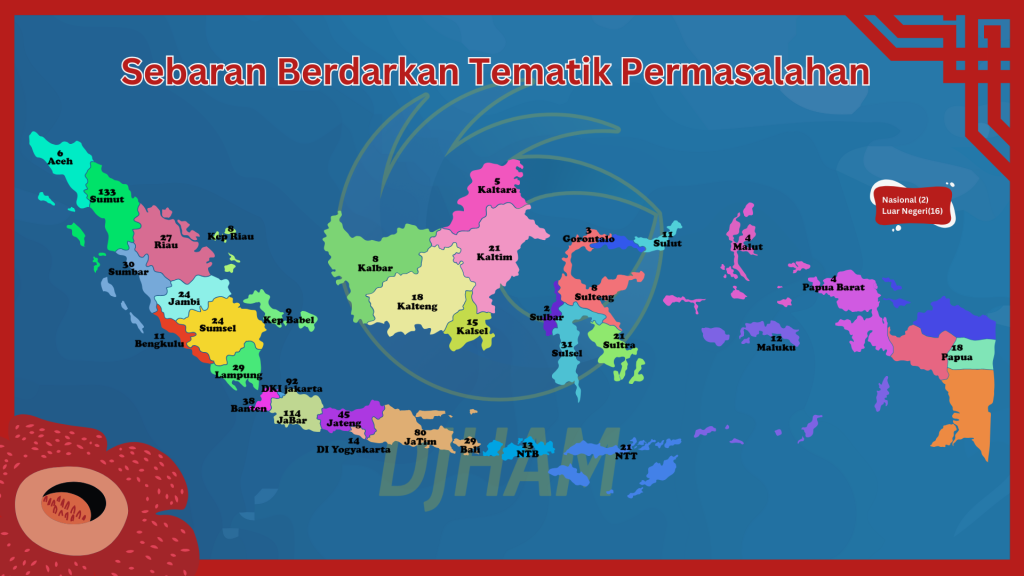 Sebaran Berdarkan Tematik Permasalahan
6
Aceh
133
Sumut
27
Riau
8
Kep Riau
30
Sumbar
24
Jambi
24
Sumsel
9
Kep Babel
11
Bengkulu
29
Lampung
92
DKI jakarta
38
Banten
114
JaBar
45
Jateng
14
DI Yogyakarta
80
JaTim
29
Bali
13
NTB
21
NTT
8
Kalbar
18
Kalteng
15
Kalsel
21
Kaltim
5
Kaltara
3
Gorontalo
11
Sulut
8
Sulteng
2
Sulbar
31
Sulsel
21
Sultra
4
Malut
12
Maluku
4
Papua Barat
18
Papua
Nasional (2)
Luar Negeri(16)
DJHAM